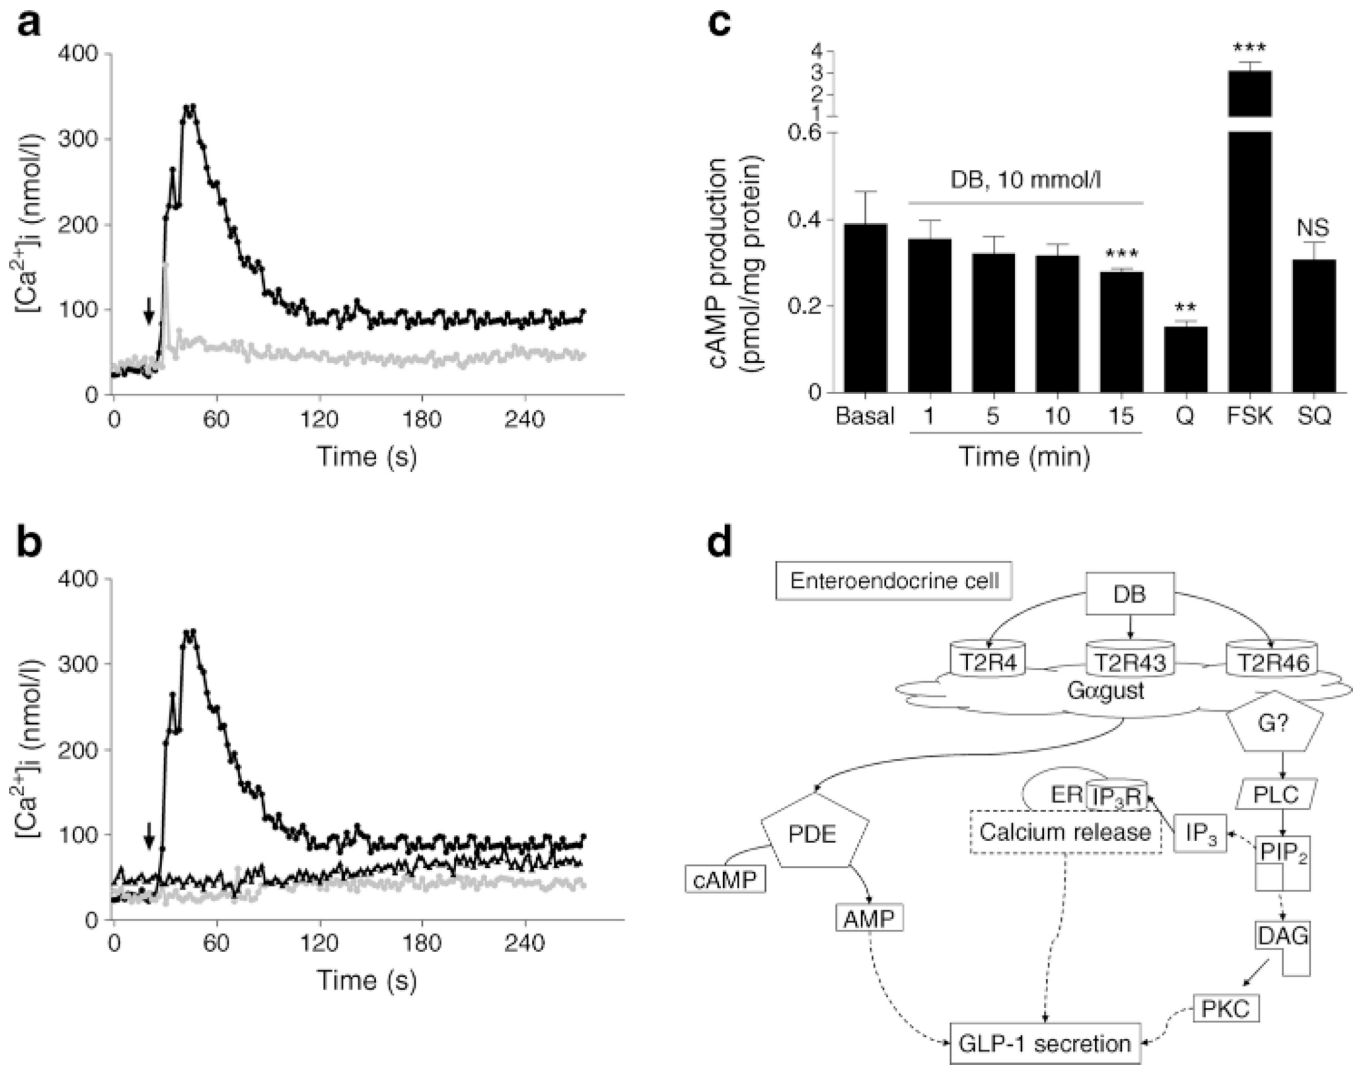 a
400
300
200
100
0
[Ca²⁺]i (nmol/l)
0 60 120 180 240
Time (s)
c
4
3
2
1
0.6
0.4
0.2
0
cAMP production
(pmol/mg protein)
DB, 10 mmol/l
***
**
***
NS
Basal 1 5 10 15 Q FSK SQ
Time (min)
b
400
300
200
100
0
[Ca²⁺]i (nmol/l)
0 60 120 180 240
Time (s)
d
Enteroendocrine cell
DB
T2R4 T2R43 T2R46
Gαgust
G?
ER IP₃R
PLC
Calcium release
IP₃
PIP₂
PDE
cAMP
AMP
DAG
PKC
GLP-1 secretion